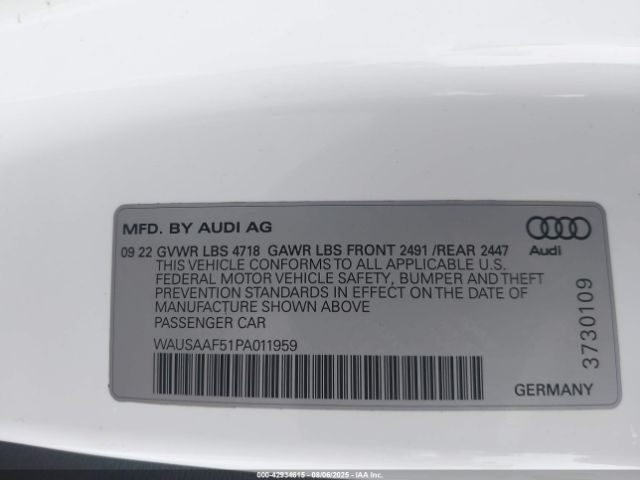 MFD. BY AUDI AG
09 22 GVWR LBS 4718 GAWR LBS FRONT 2491 /REAR 2447
THIS VEHICLE CONFORMS TO ALL APPLICABLE U.S.
FEDERAL MOTOR VEHICLE SAFETY, BUMPER AND THEFT
PREVENTION STANDARDS IN EFFECT ON THE DATE OF
MANUFACTURE SHOWN ABOVE
PASSENGER CAR
WAUSAAF51PA011959
Audi
3730109
GERMANY
000-42934615 - 08/06/2025 - IAA Inc.